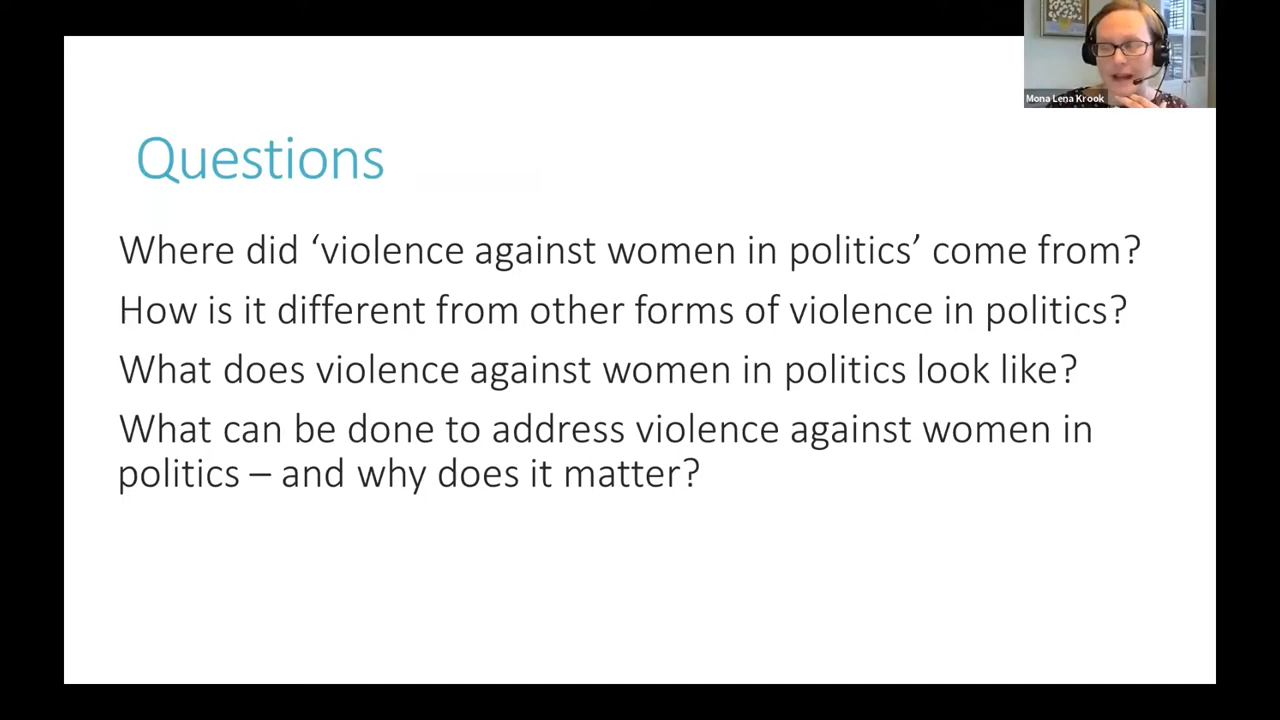 Mona Lena Krook
Questions
Where did ‘violence against women in politics’ come from?
How is it different from other forms of violence in politics?
What does violence against women in politics look like?
What can be done to address violence against women in
politics – and why does it matter?